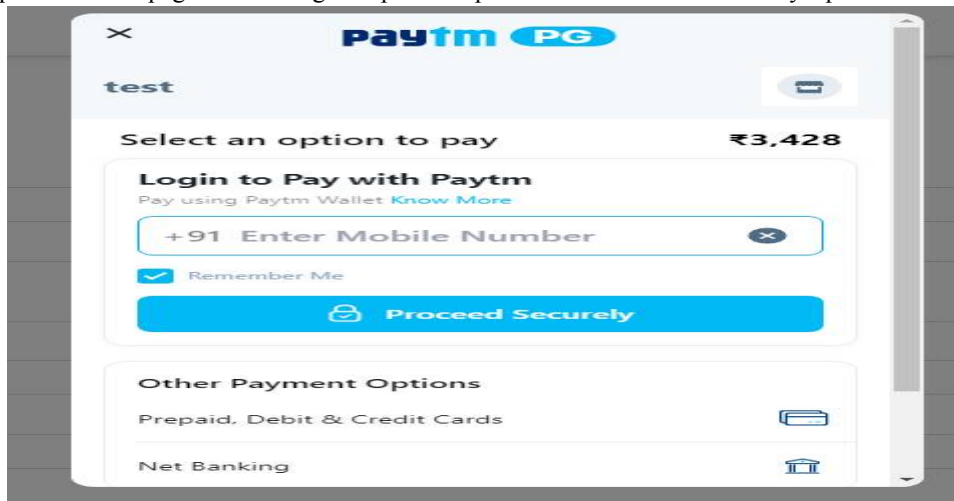 paytm PG
test
Select an option to pay ₹3,428
Login to Pay with Paytm
Pay using Paytm Wallet Know More
+91 Enter Mobile Number
Remember Me
Proceed Securely
Other Payment Options
Prepaid, Debit & Credit Cards
Net Banking